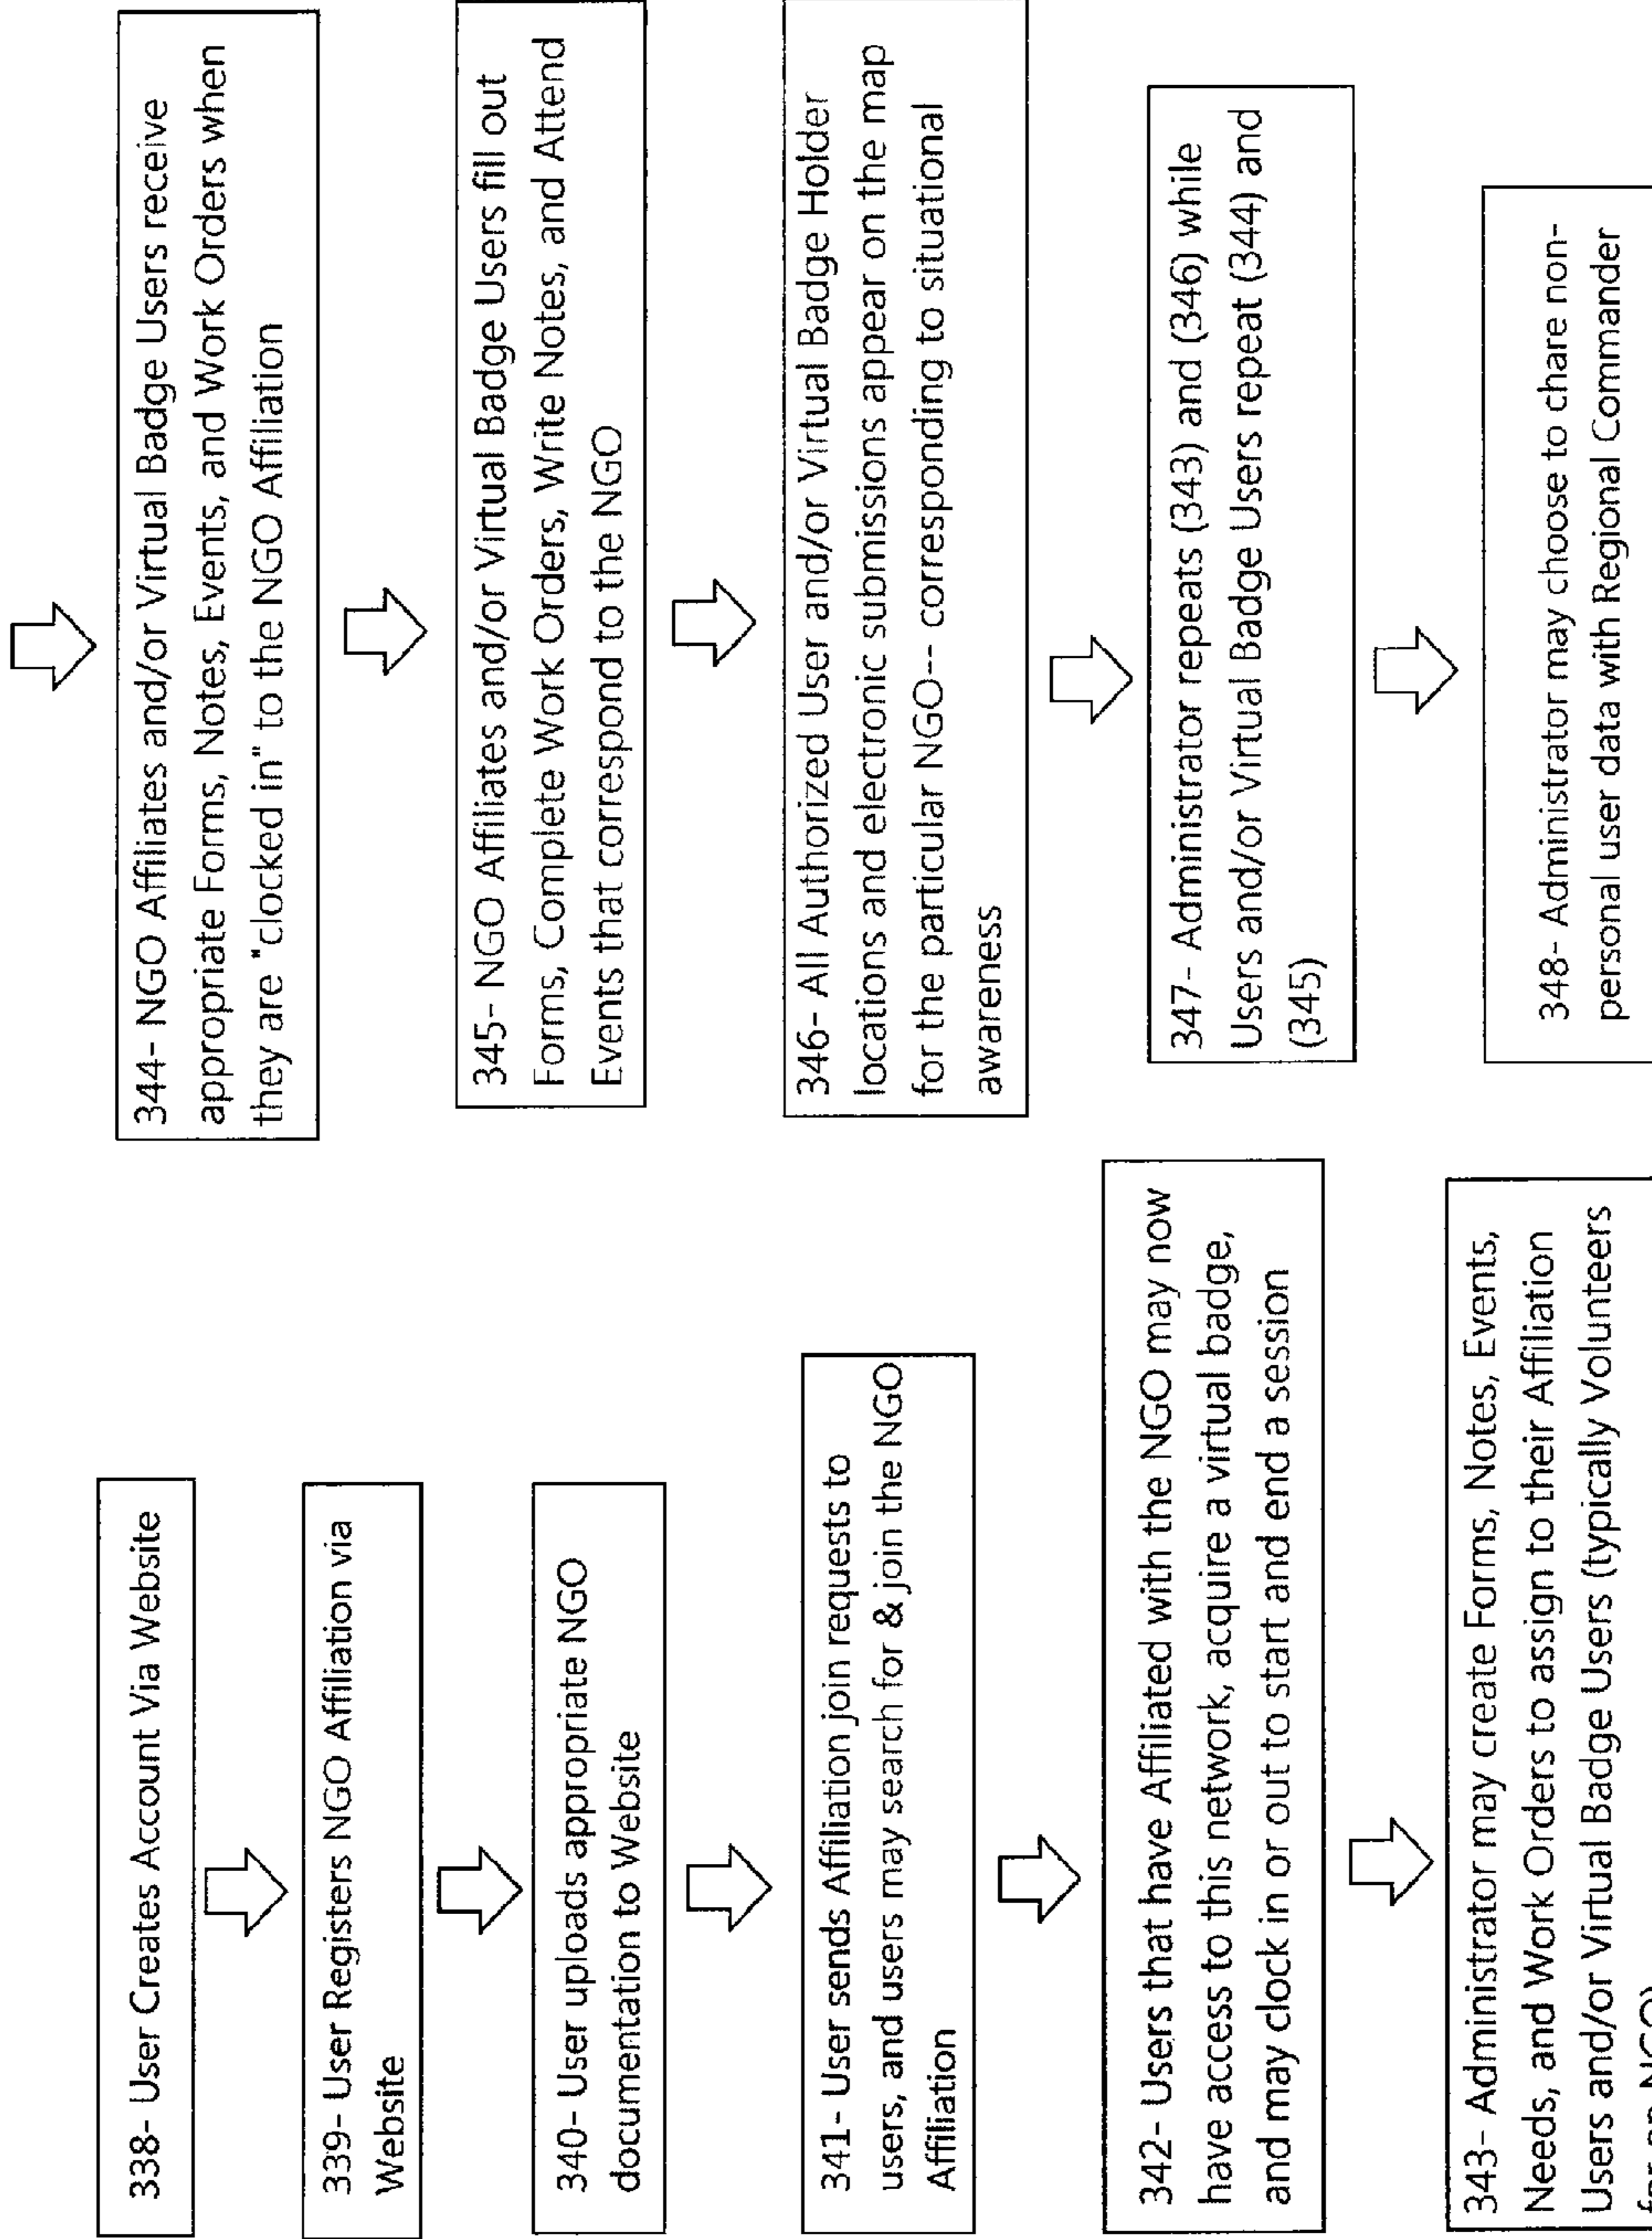 338- User Creates Account Via Website
339- User Registers NGO Affiliation via
Website
340- User uploads appropriate NGO
documentation to Website
341- User sends Affiliation join requests to
users, and users may search for & join the NGO
Affiliation
342- Users that have Affiliated with the NGO may now
have access to this network, acquire a virtual badge,
and may clock in or out to start and end a session
343- Administrator may create Forms, Notes, Events,
Needs, and Work Orders to assign to their Affiliation
Users and/or Virtual Badge Users (typically Volunteers
for an NGO)
344- NGO Affiliates and/or Virtual Badge Users receive
appropriate Forms, Notes, Events, and Work Orders when
they are "clocked in" to the NGO Affiliation
345- NGO Affiliates and/or Virtual Badge Users fill out
Forms, Complete Work Orders, Write Notes, and Attend
Events that correspond to the NGO
346- All Authorized User and/or Virtual Badge Holder
locations and electronic submissions appear on the map
for the particular NGO-- corresponding to situational
awareness
347- Administrator repeats (343) and (346) while
Users and/or Virtual Badge Users repeat (344) and
(345)
348- Administrator may choose to share non-
personal user data with Regional Commander